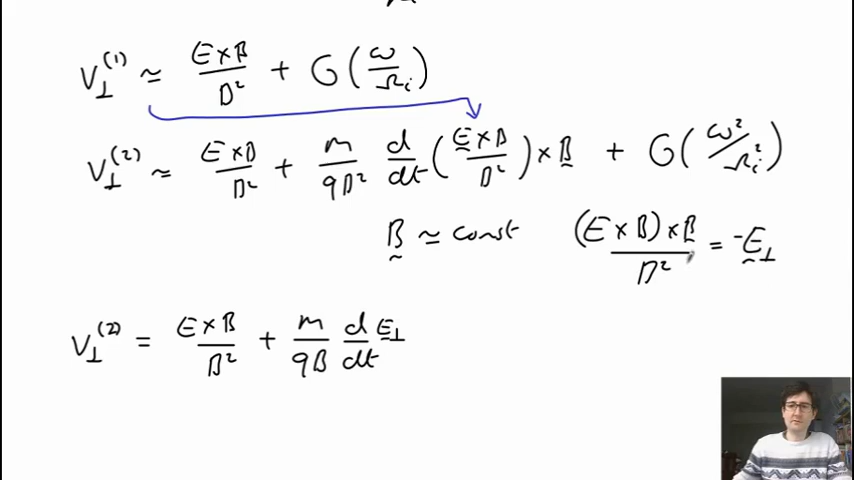 V⊥^(1) ≃ E×B/B² + O(ω/Ωᵢ)
V⊥^(2) ≃ E×B/B² + m/qB² d/dt (E×B/B²) × B + O(ω²/Ωᵢ²)
B ≃ const (E×B)×B/B² = -E⊥
V⊥^(2) = E×B/B² + m/qB d/dt E⊥